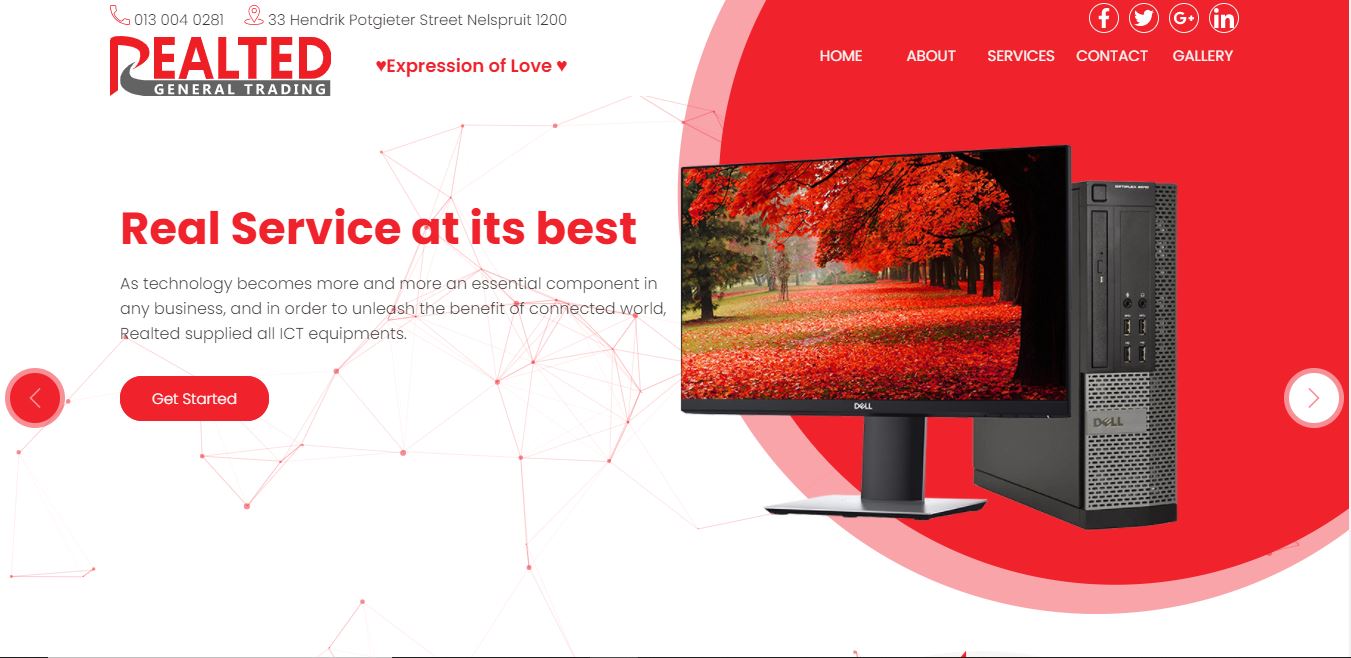 013 004 0281
33 Hendrik Potgieter Street Nelspruit 1200
REALTED
GENERAL TRADING
♥Expression of Love ♥
HOME ABOUT SERVICES CONTACT GALLERY
Real Service at its best
As technology becomes more and more an essential component in
any business, and in order to unleash the benefit of connected world,
Realted supplied all ICT equipments.
Get Started
DELL
DELL